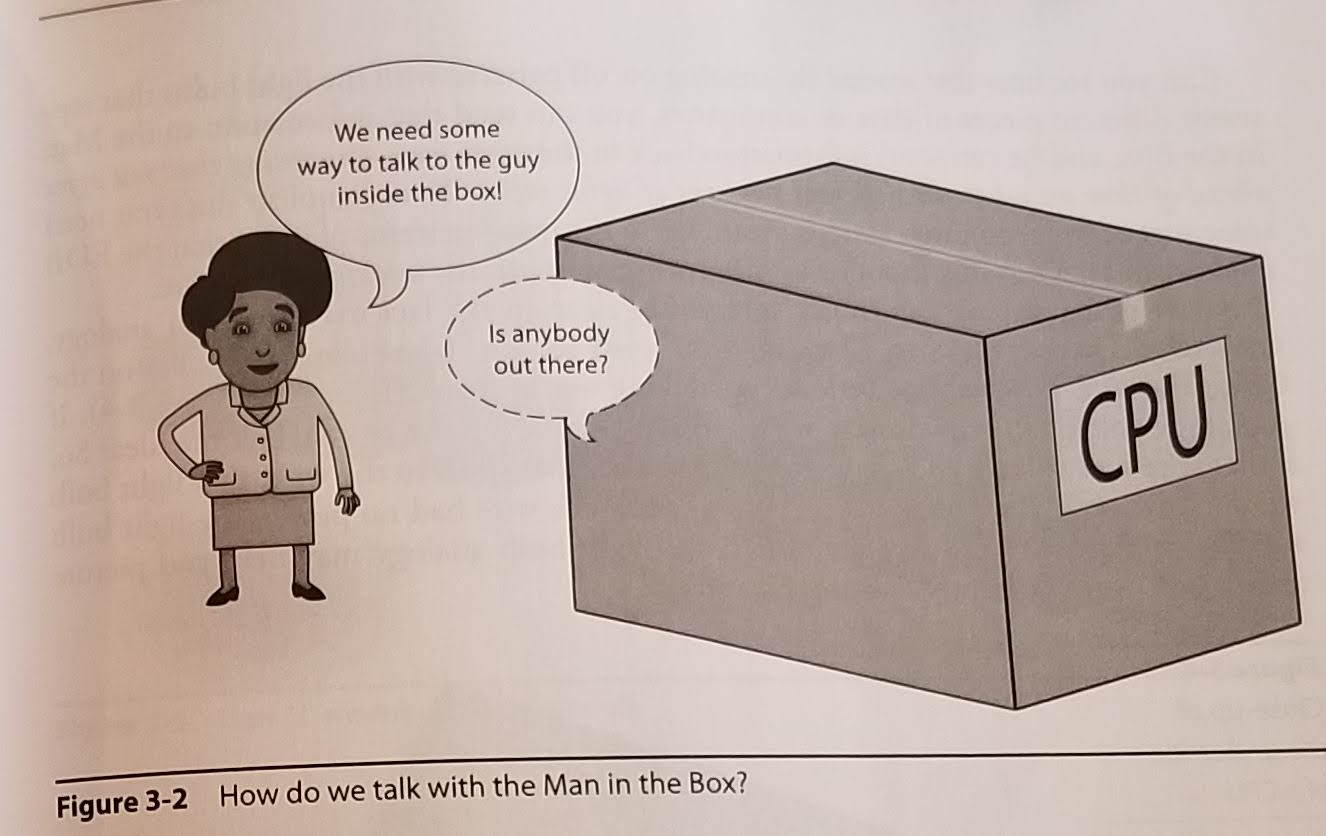 We need some
way to talk to the guy
inside the box!
Is anybody
out there?
CPU
Figure 3-2 How do we talk with the Man in the Box?